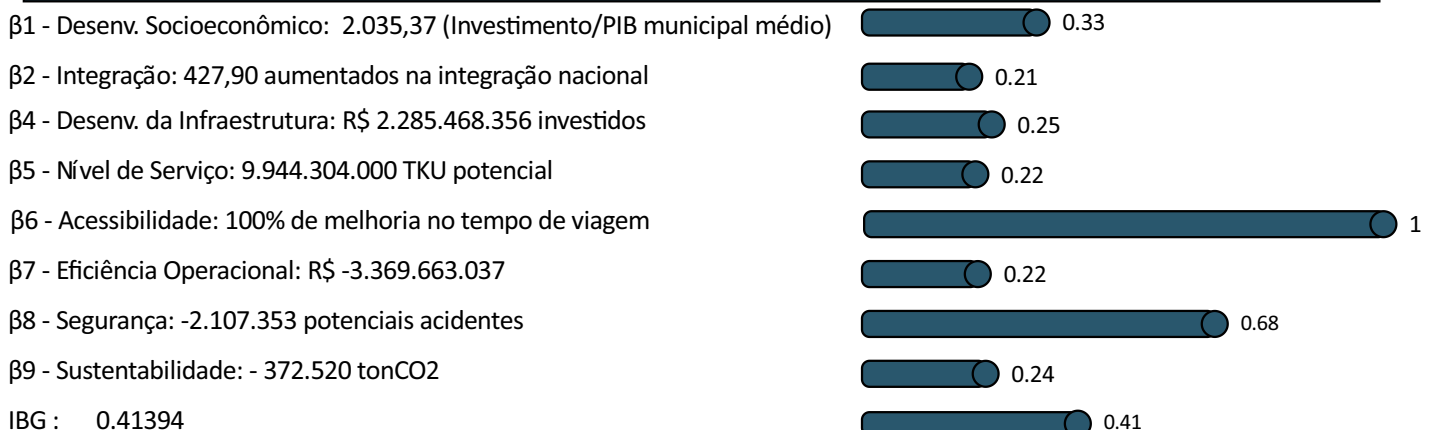 β1 - Desenv. Socioeconômico: 2.035,37 (Investimento/PIB municipal médio) 0.33
β2 - Integração: 427,90 aumentados na integração nacional 0.21
β4 - Desenv. da Infraestrutura: R$ 2.285.468.356 investidos 0.25
β5 - Nível de Serviço: 9.944.304.000 TKU potencial 0.22
β6 - Acessibilidade: 100% de melhoria no tempo de viagem 1
β7 - Eficiência Operacional: R$ -3.369.663.037 0.22
β8 - Segurança: -2.107.353 potenciais acidentes 0.68
β9 - Sustentabilidade: - 372.520 tonCO2 0.24
IBG : 0.41394 0.41